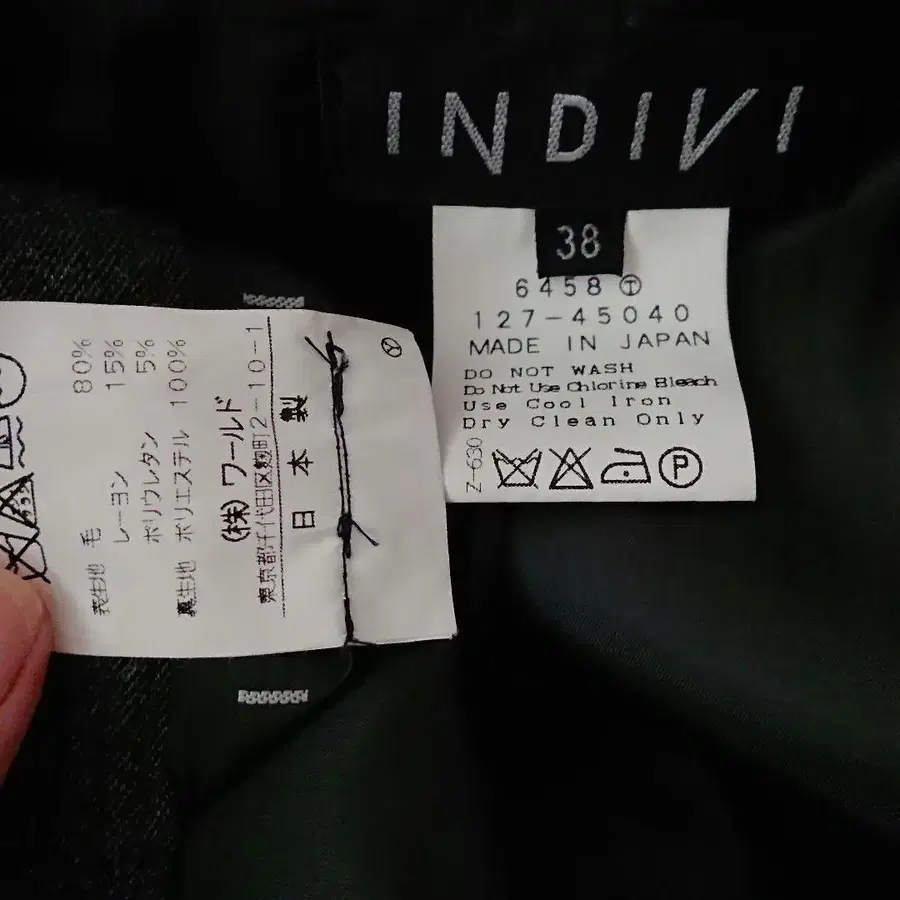 INDIVI
38
6458 Ⓣ
127-45040
MADE IN JAPAN
DO NOT WASH
Do Not Use Chlorine Bleach
Use Cool Iron
Dry Clean Only
Z-630
P
表生地 毛 80%
レーヨン 15%
ポリウレタン 5%
裏生地 ポリエステル 100%
(株)ワールド
東京都千代田区麹町2-10-1
日本製
Ⓨ